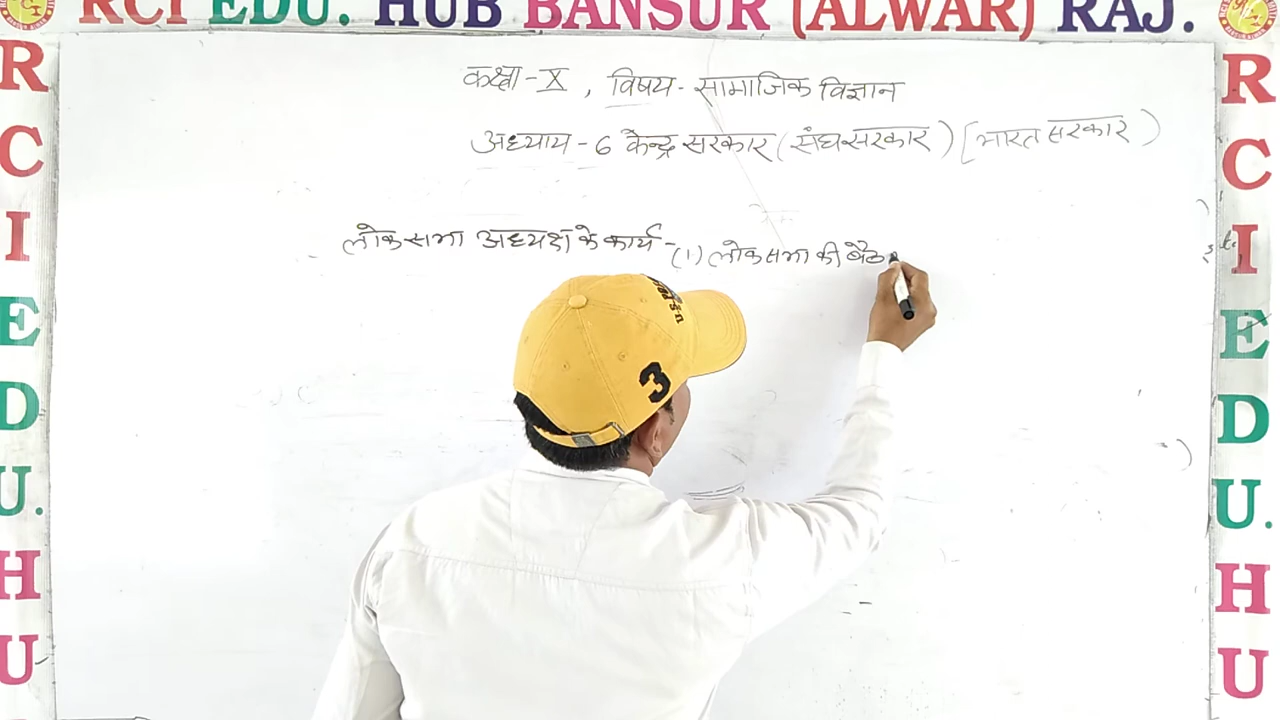 RCI EDU. HUB BANSUR (ALWAR) RAJ.
कक्षा-X, विषय- सामाजिक विज्ञान
अध्याय-6 केन्द्र सरकार (संघ सरकार) [भारत सरकार)
लोकसभा अध्यक्ष के कार्य - (1) लोकसभा की बैठ
3
R C I E D U. H U
R C I E D U. H U